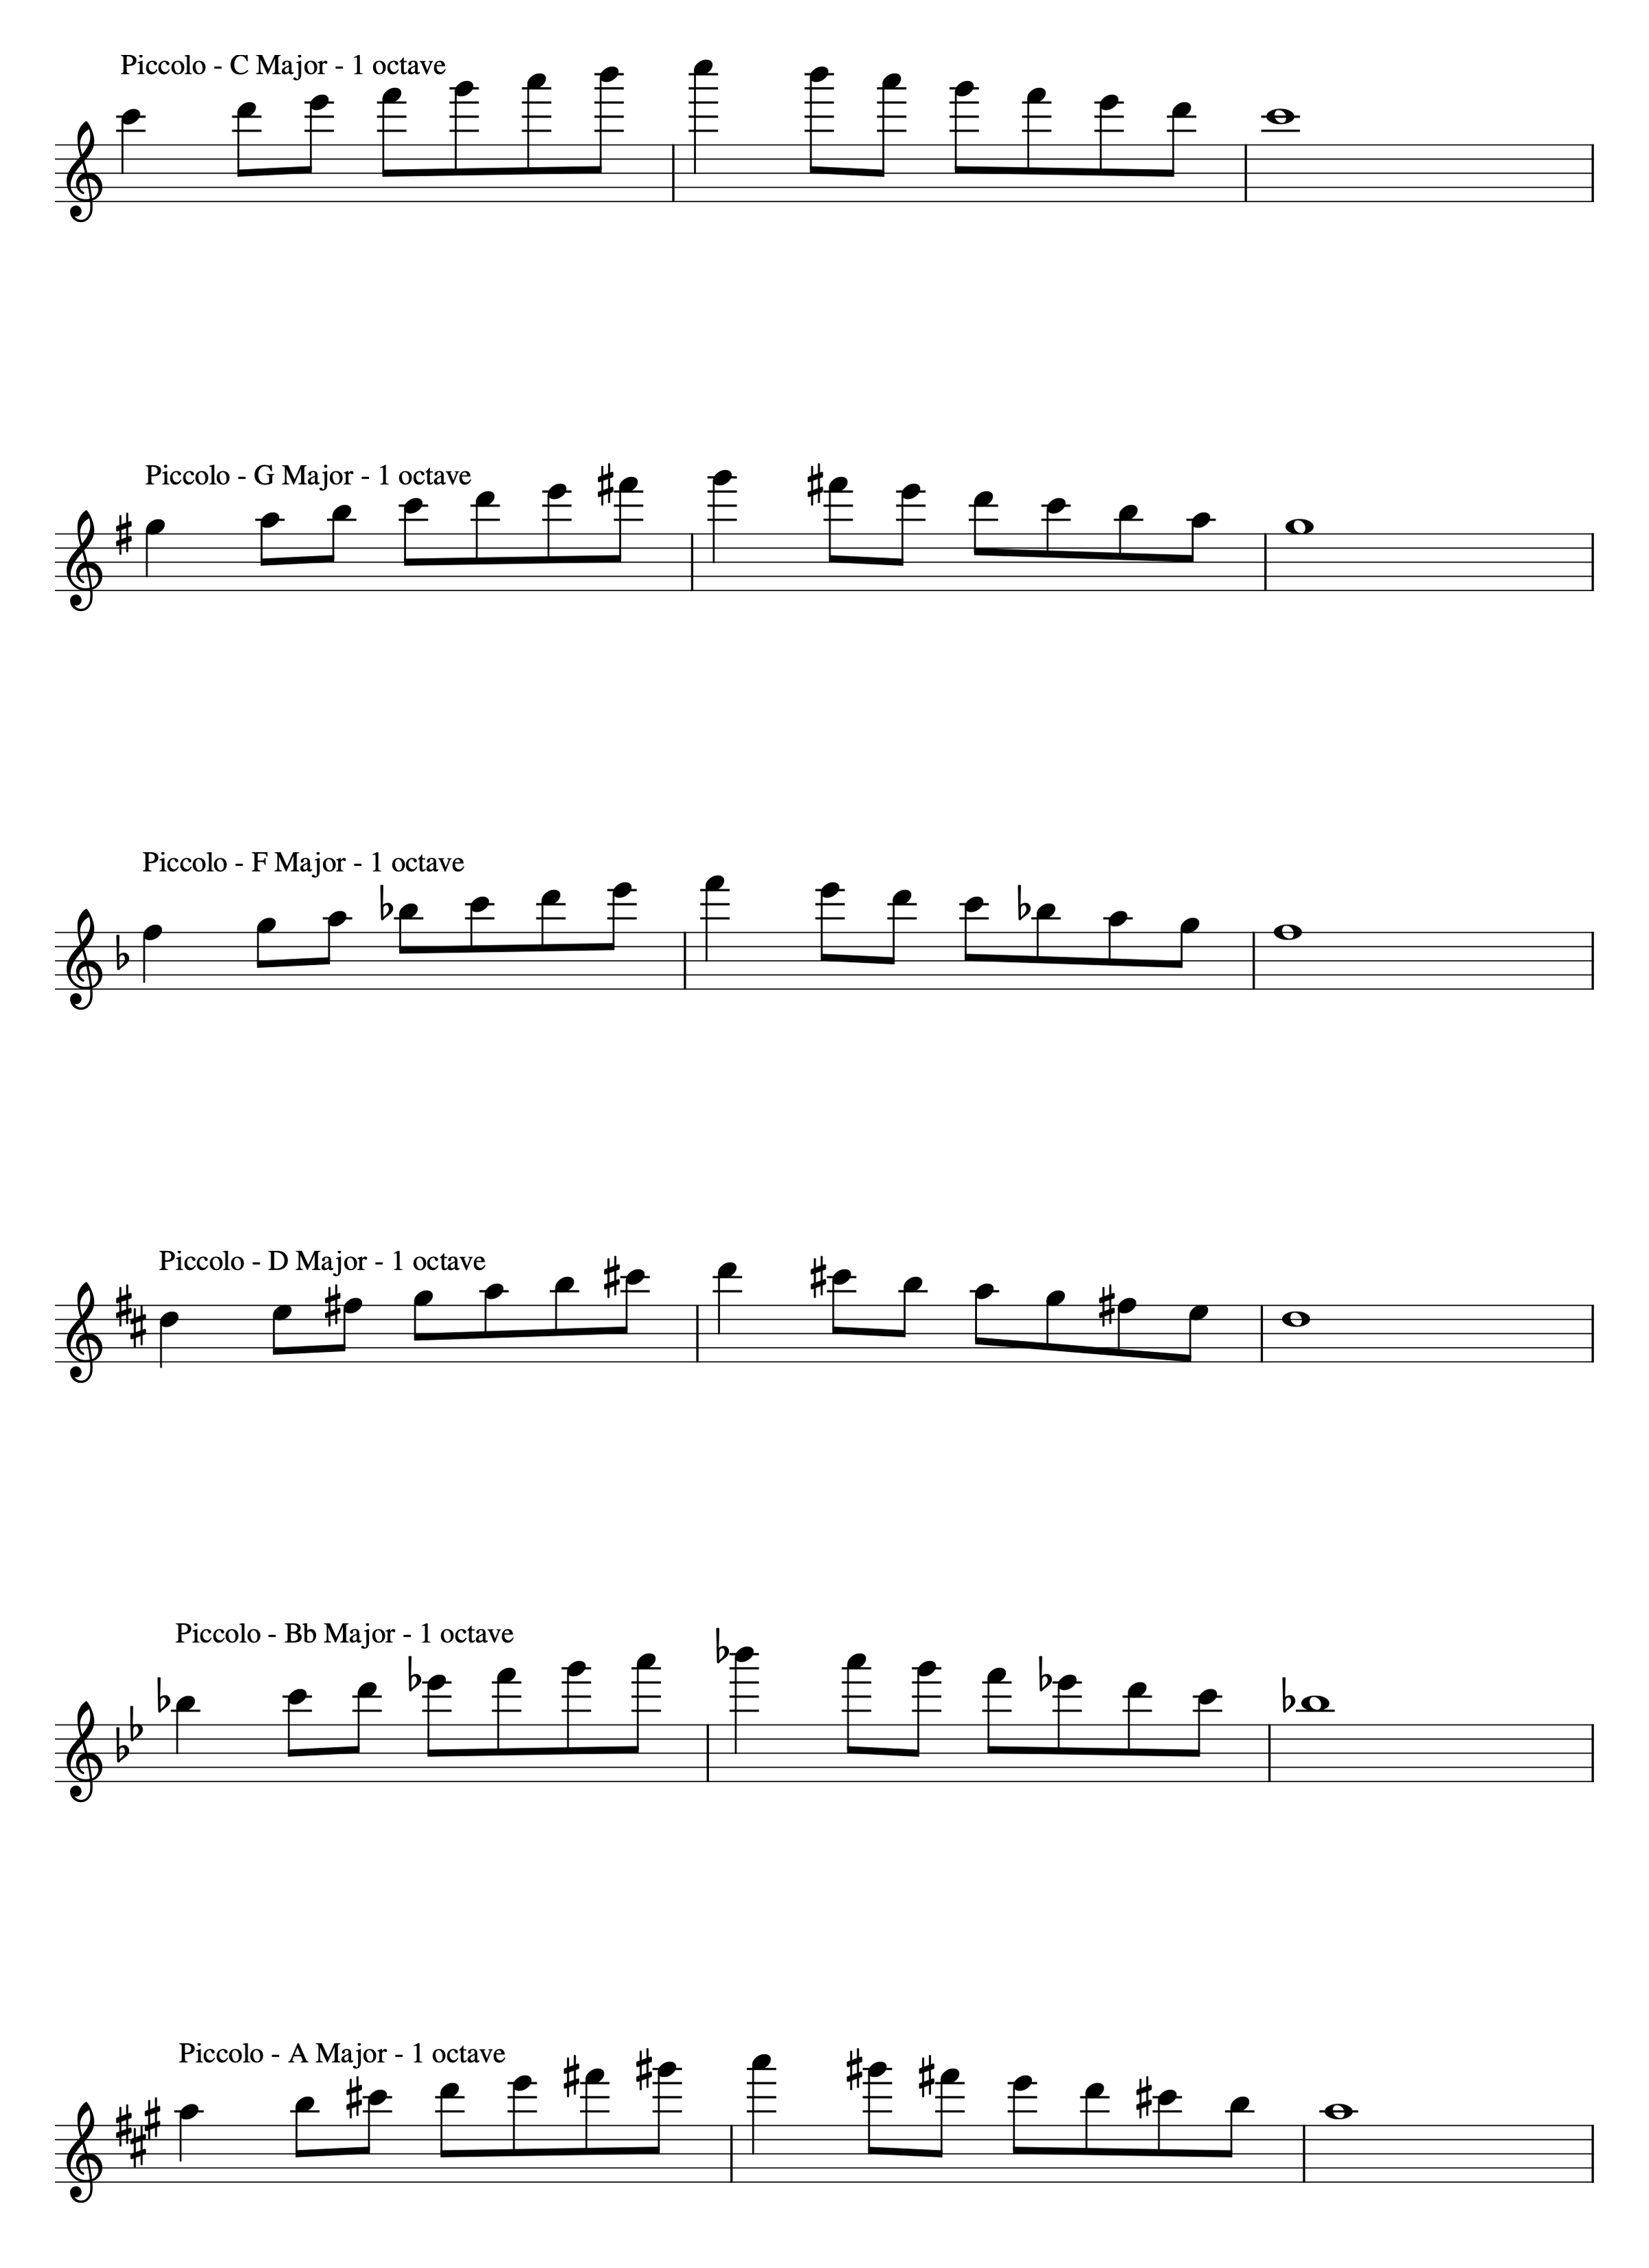 Piccolo - C Major - 1 octave
Piccolo - G Major - 1 octave
Piccolo - F Major - 1 octave
Piccolo - D Major - 1 octave
Piccolo - Bb Major - 1 octave
Piccolo - A Major - 1 octave